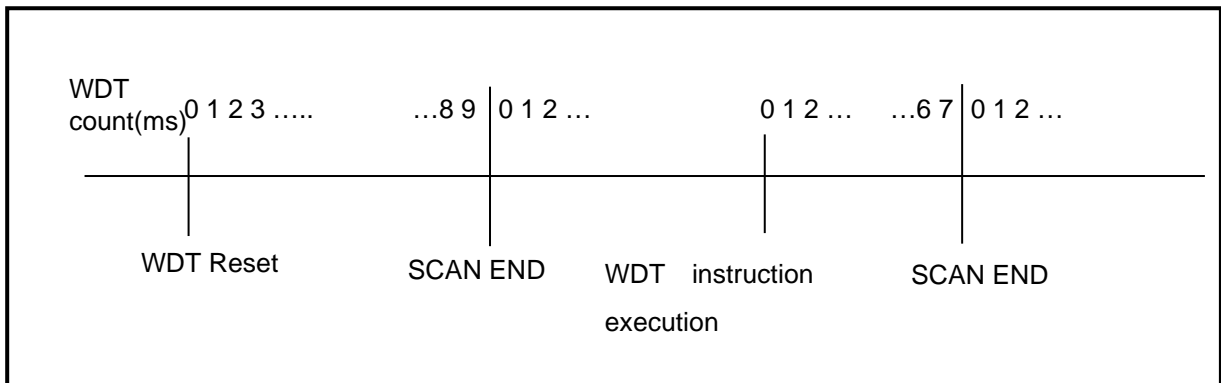 WDT
count(ms) 0 1 2 3 ….. …8 9 0 1 2 … 0 1 2 … …6 7 0 1 2 …
WDT Reset SCAN END WDT instruction SCAN END
execution